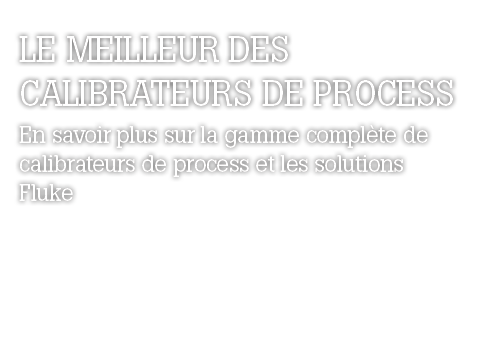 LE MEILLEUR DES
CALIBRATEURS DE PROCESS
En savoir plus sur la gamme complète de
calibrateurs de process et les solutions
Fluke